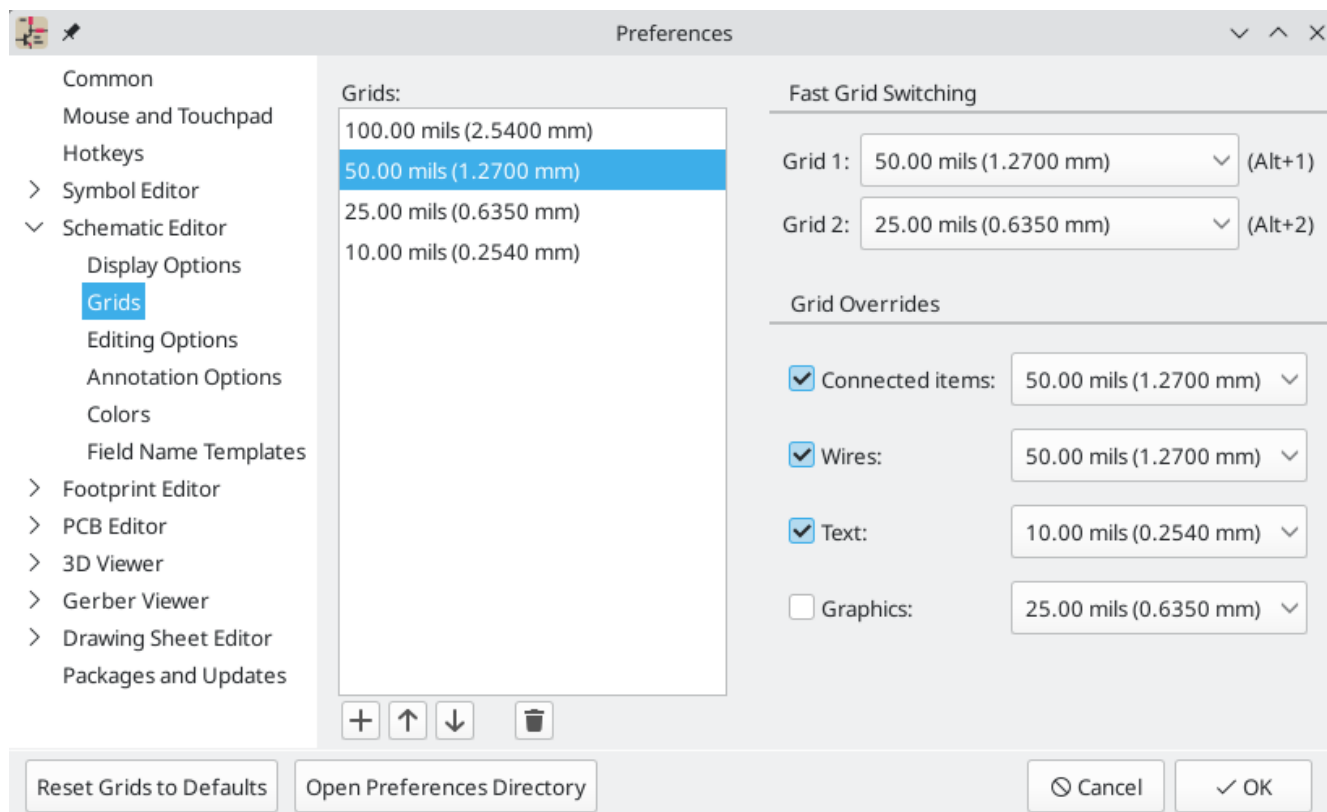 Preferences
Common
Mouse and Touchpad
Hotkeys
Symbol Editor
Schematic Editor
Display Options
Grids
Editing Options
Annotation Options
Colors
Field Name Templates
Footprint Editor
PCB Editor
3D Viewer
Gerber Viewer
Drawing Sheet Editor
Packages and Updates
Grids:
100.00 mils (2.5400 mm)
50.00 mils (1.2700 mm)
25.00 mils (0.6350 mm)
10.00 mils (0.2540 mm)
Fast Grid Switching
Grid 1: 50.00 mils (1.2700 mm) (Alt+1)
Grid 2: 25.00 mils (0.6350 mm) (Alt+2)
Grid Overrides
Connected items: 50.00 mils (1.2700 mm)
Wires: 50.00 mils (1.2700 mm)
Text: 10.00 mils (0.2540 mm)
Graphics: 25.00 mils (0.6350 mm)
Reset Grids to Defaults Open Preferences Directory Cancel OK